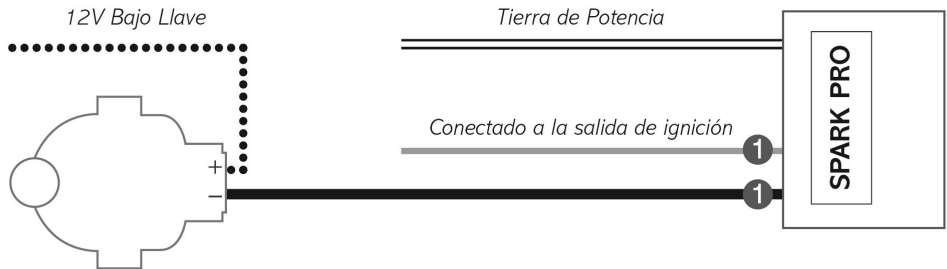 12V Bajo Llave
Tierra de Potencia
Conectado a la salida de ignición
1
1
+
−
SPARK PRO